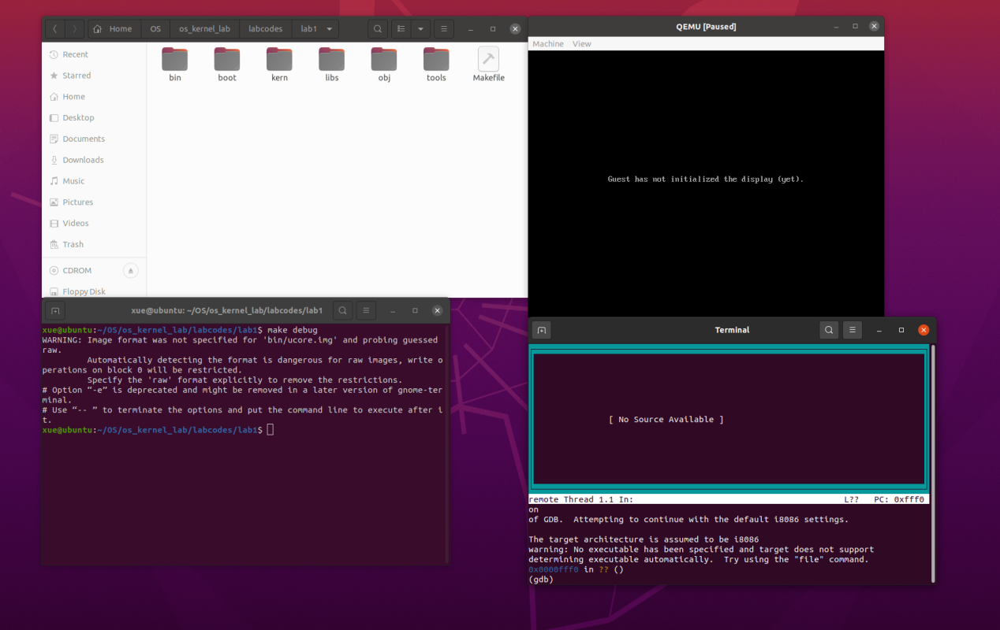 Home OS os_kernel_lab labcodes lab1
Recent
Starred
Home
Desktop
Documents
Downloads
Music
Pictures
Videos
Trash
CDROM
Floppy Disk
bin boot kern libs obj tools Makefile
QEMU [Paused]
Machine View
Guest has not initialized the display (yet).
xue@ubuntu: ~/OS/os_kernel_lab/labcodes/lab1
xue@ubuntu:~/OS/os_kernel_lab/labcodes/lab1$ make debug
WARNING: Image format was not specified for 'bin/ucore.img' and probing guessed
raw.
Automatically detecting the format is dangerous for raw images, write o
perations on block 0 will be restricted.
Specify the 'raw' format explicitly to remove the restrictions.
# Option “-e” is deprecated and might be removed in a later version of gnome-ter
minal.
# Use “-- ” to terminate the options and put the command line to execute after i
t.
xue@ubuntu:~/OS/os_kernel_lab/labcodes/lab1$
Terminal
[ No Source Available ]
remote Thread 1.1 In: L?? PC: 0xfff0
on
of GDB.  Attempting to continue with the default i8086 settings.
The target architecture is assumed to be i8086
warning: No executable has been specified and target does not support
determining executable automatically.  Try using the "file" command.
0x0000fff0 in ?? ()
(gdb)